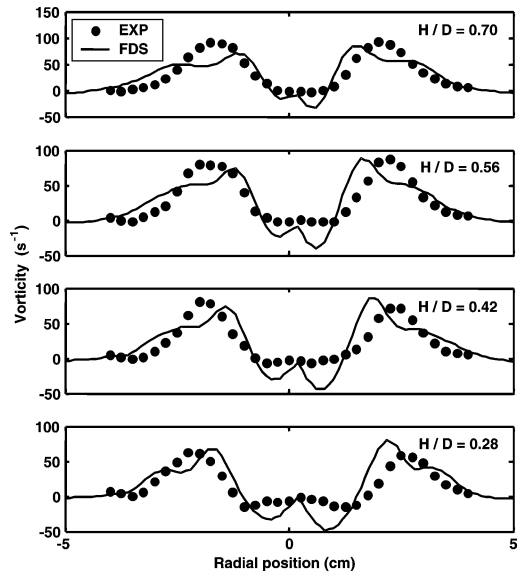 150
EXP
FDS
H / D = 0.70
100
50
0
-50
100
H / D = 0.56
50
0
-50
Vorticity (s⁻¹)
100
H / D = 0.42
50
0
-50
100
H / D = 0.28
50
0
-50
-5 0 5
Radial position (cm)